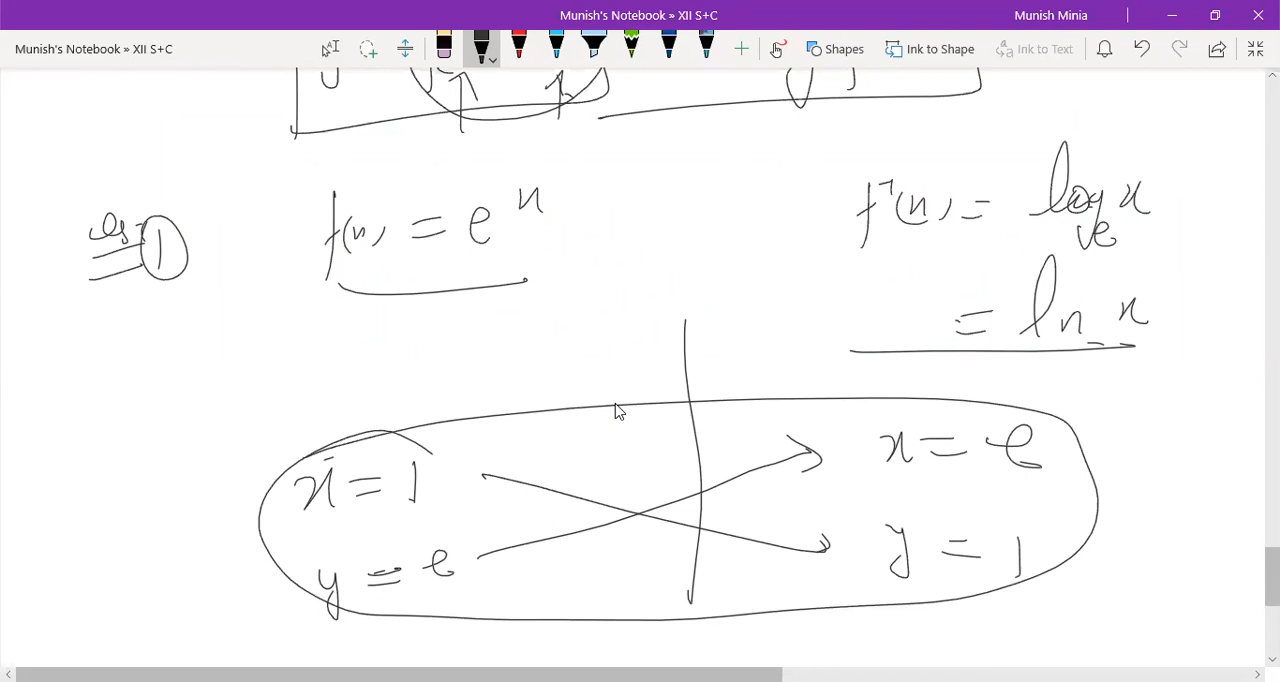 Munish's Notebook » XII S+C
Munish Minia
Munish's Notebook » XII S+C
Shapes
Ink to Shape
Ink to Text
eg:- ①
f(x) = e^x
f⁻¹(x) = log_e x
= ln x
x = 1
x = e
y = e
y = 1